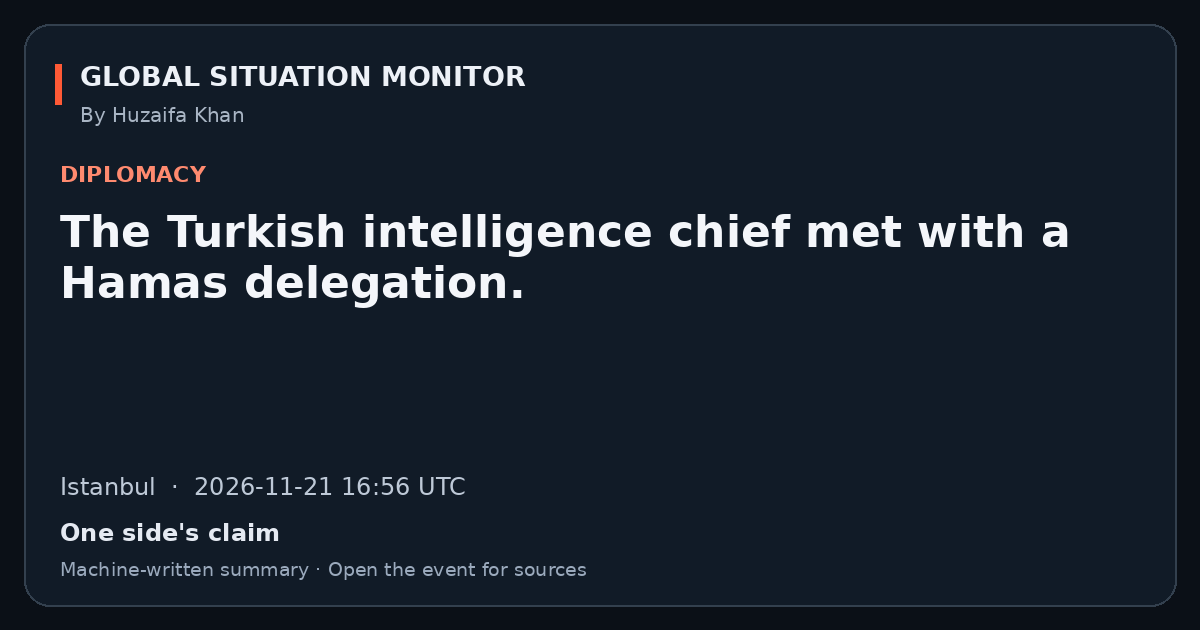 GLOBAL SITUATION MONITOR
By Huzaifa Khan
DIPLOMACY
The Turkish intelligence chief met with a
Hamas delegation.
Istanbul · 2026-11-21 16:56 UTC
One side's claim
Machine-written summary · Open the event for sources